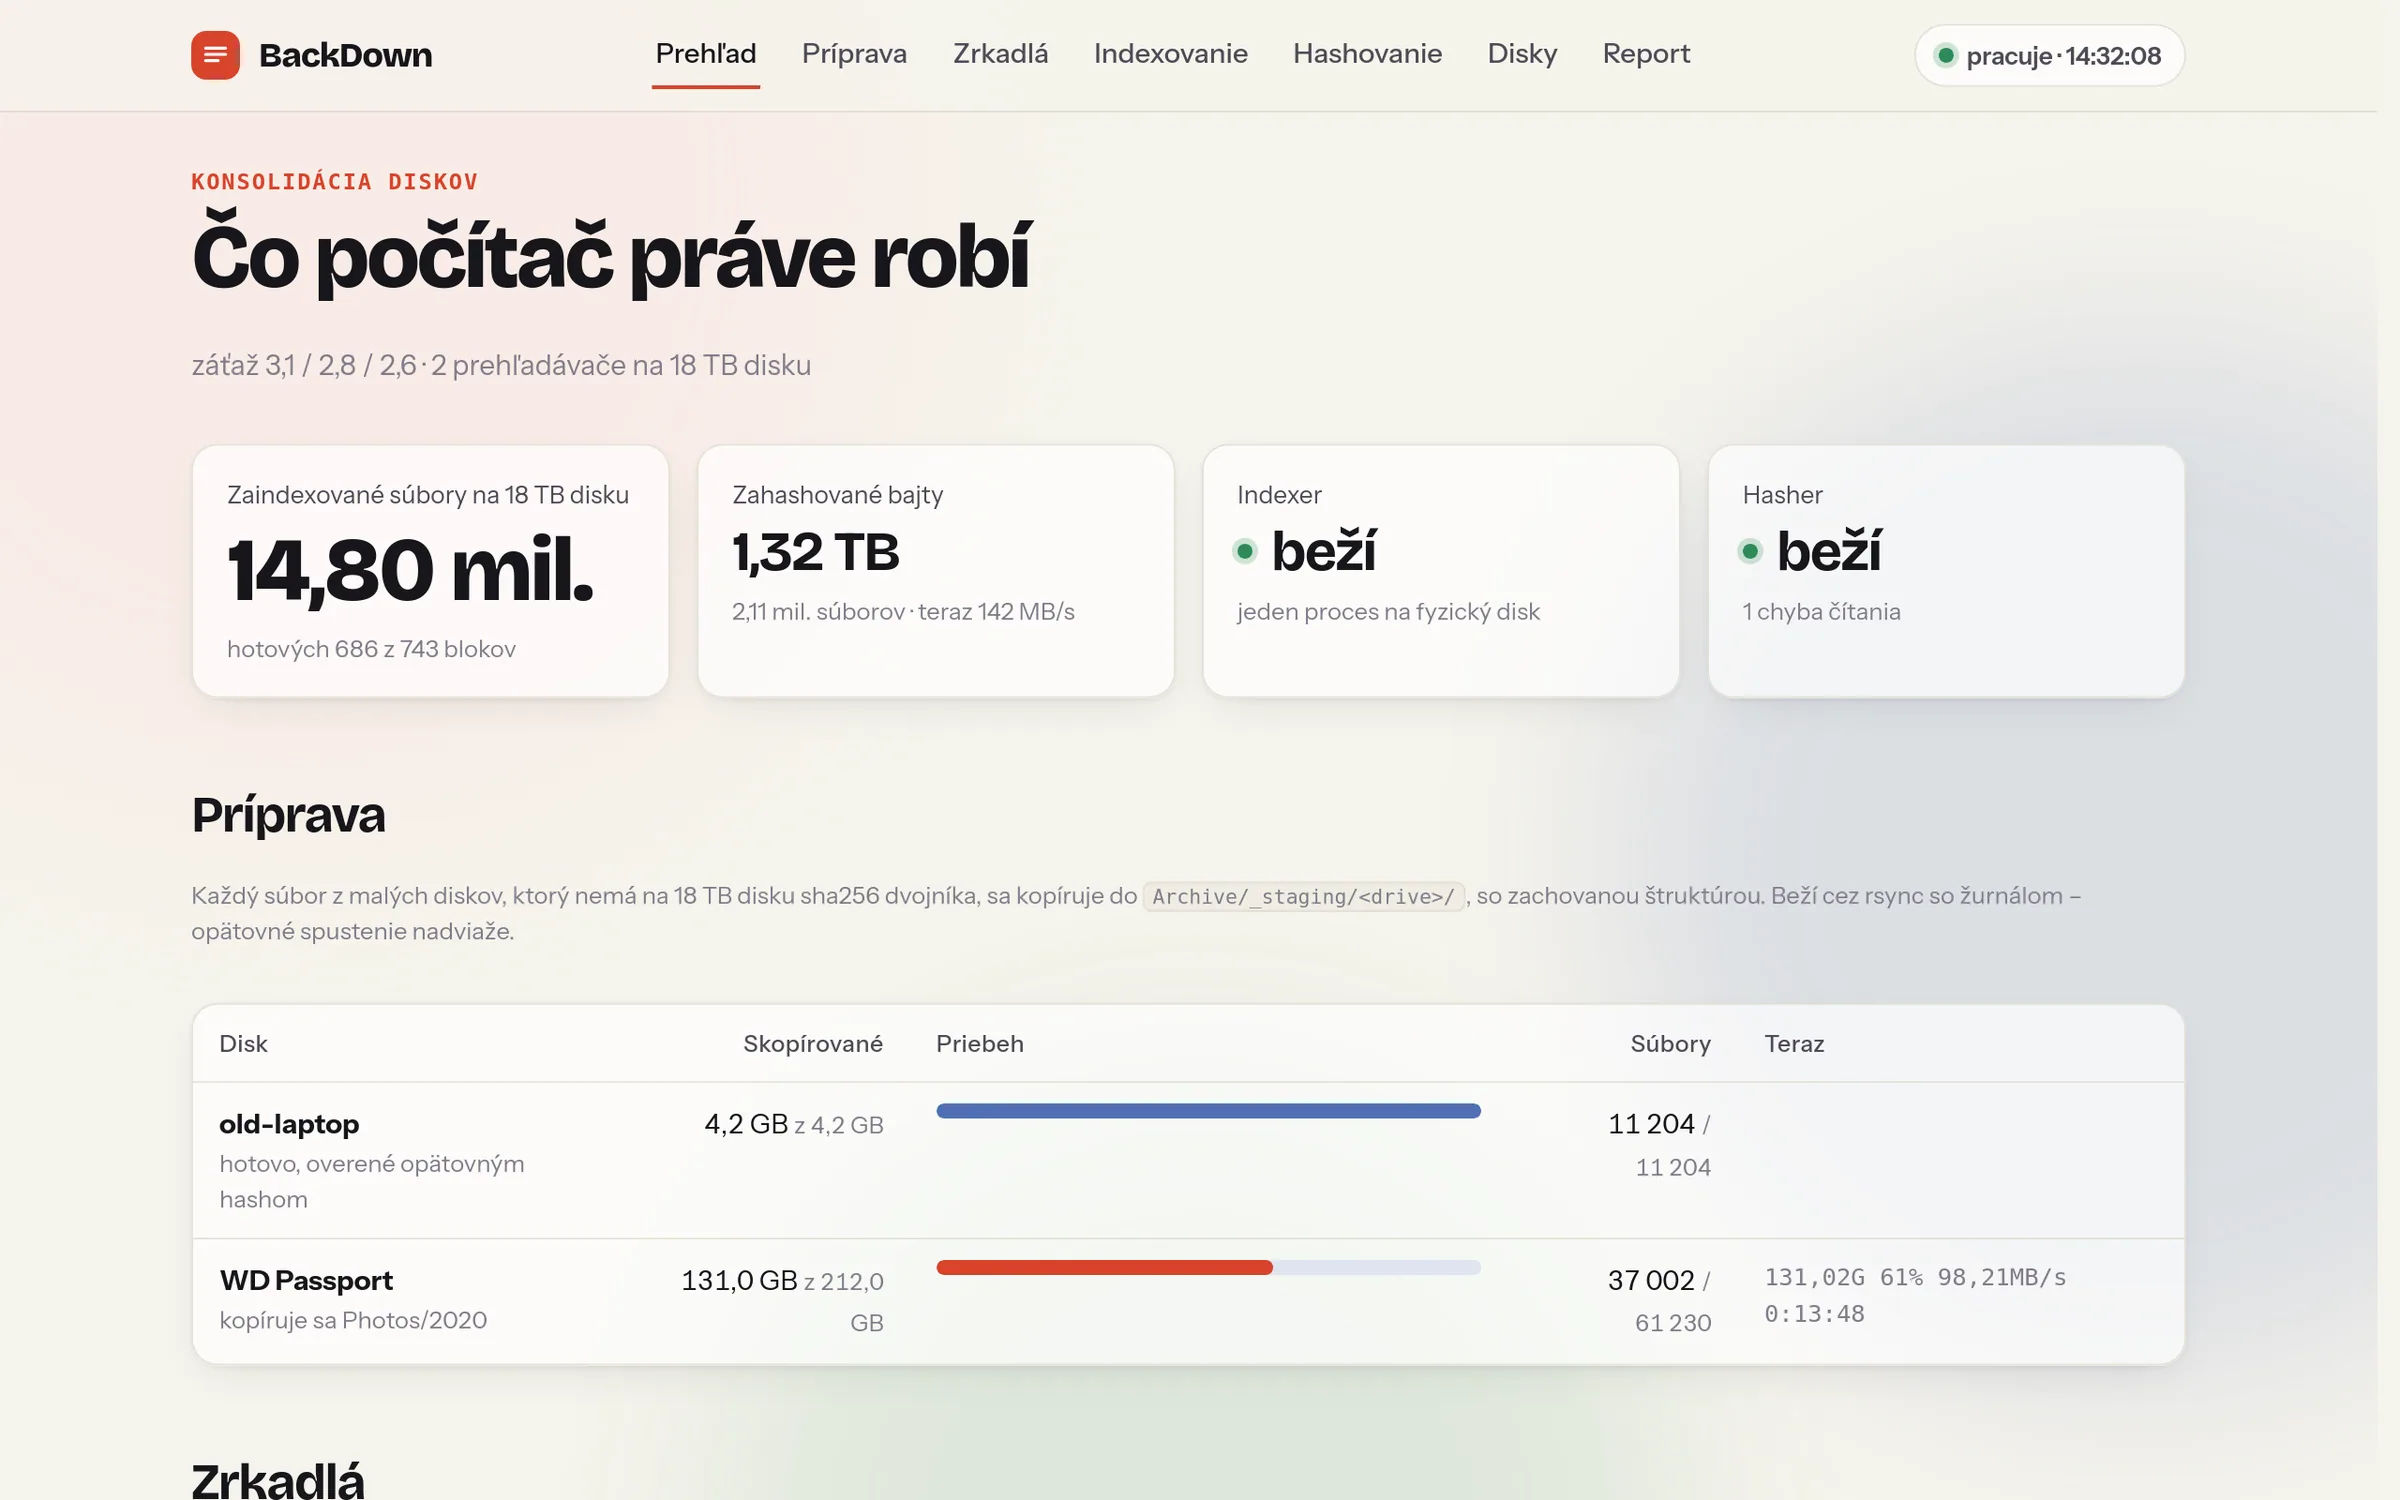 BackDown
Prehľad
Príprava
Zrkadlá
Indexovanie
Hashovanie
Disky
Report
pracuje · 14:32:08
KONSOLIDÁCIA DISKOV
Čo počítač práve robí
záťaž 3,1 / 2,8 / 2,6 · 2 prehľadávače na 18 TB disku
Zaindexované súbory na 18 TB disku
14,80 mil.
hotových 686 z 743 blokov
Zahashované bajty
1,32 TB
2,11 mil. súborov · teraz 142 MB/s
Indexer
beží
jeden proces na fyzický disk
Hasher
beží
1 chyba čítania
Príprava
Každý súbor z malých diskov, ktorý nemá na 18 TB disku sha256 dvojníka, sa kopíruje do Archive/_staging/<drive>/, so zachovanou štruktúrou. Beží cez rsync so žurnálom –
opätovné spustenie nadviaže.
Disk
Skopírované
Priebeh
Súbory
Teraz
old-laptop
hotovo, overené opätovným
hashom
4,2 GB z 4,2 GB
11 204 /
11 204
WD Passport
kopíruje sa Photos/2020
131,0 GB z 212,0
GB
37 002 /
61 230
131,02G 61% 98,21MB/s
0:13:48
Zrkadlá